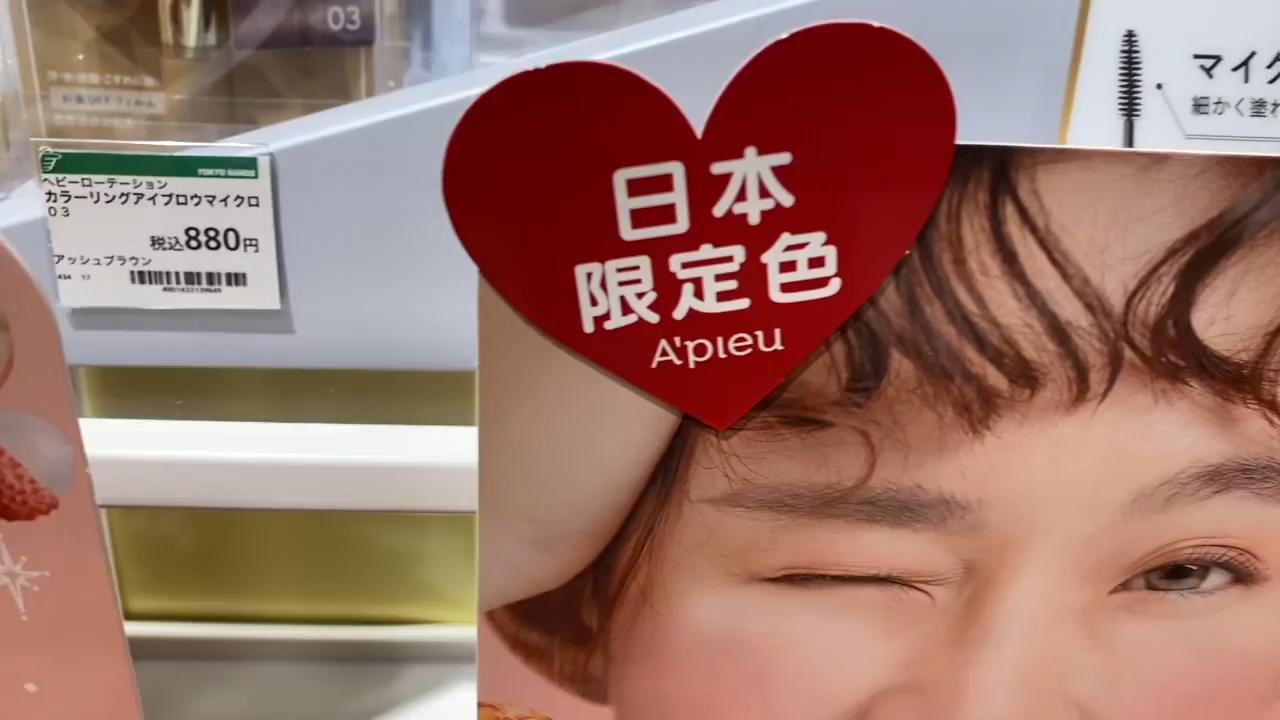 03
TOKYU HANDS
ヘビーローテーション
カラーリングアイブロウマイクロ
03
税込880円
アッシュブラウン
日本
限定色
A'pieu
マイク
細かく塗れ